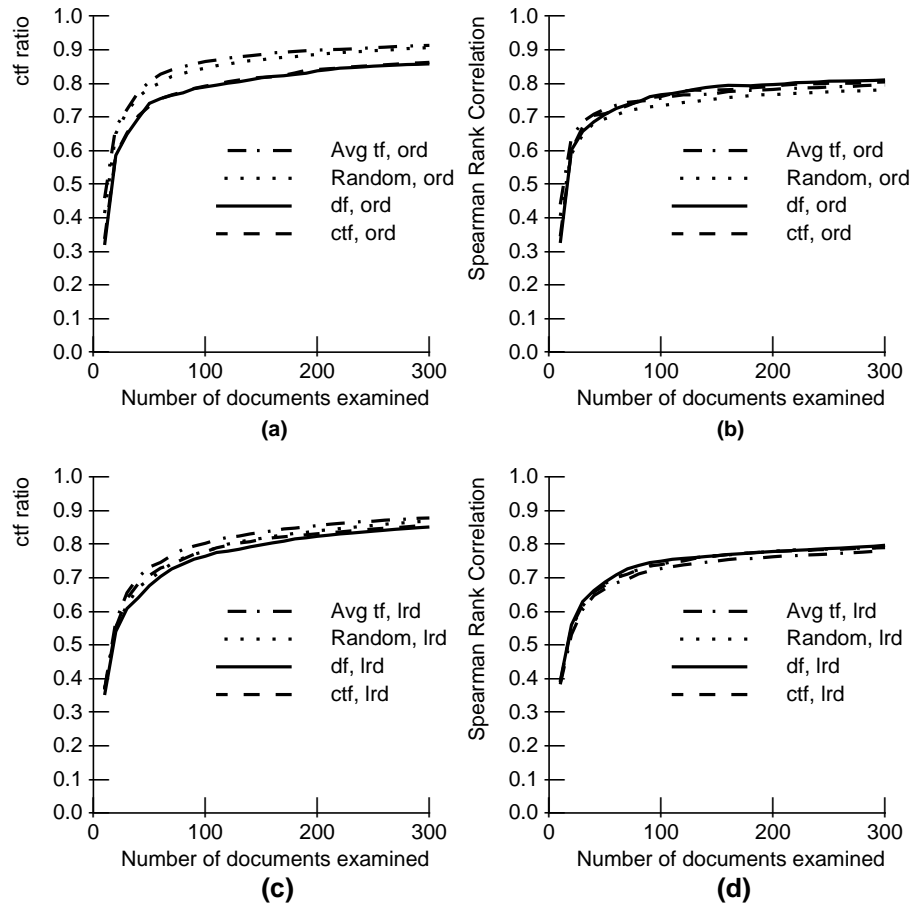 ctf ratio
1.0
0.9
0.8
0.7
0.6
0.5
0.4
0.3
0.2
0.1
0.0
Avg tf, ord
Random, ord
df, ord
ctf, ord
0 100 200 300
Number of documents examined
(a)
Spearman Rank Correlation
1.0
0.9
0.8
0.7
0.6
0.5
0.4
0.3
0.2
0.1
0.0
Avg tf, ord
Random, ord
df, ord
ctf, ord
0 100 200 300
Number of documents examined
(b)
ctf ratio
1.0
0.9
0.8
0.7
0.6
0.5
0.4
0.3
0.2
0.1
0.0
Avg tf, lrd
Random, lrd
df, lrd
ctf, lrd
0 100 200 300
Number of documents examined
(c)
Spearman Rank Correlation
1.0
0.9
0.8
0.7
0.6
0.5
0.4
0.3
0.2
0.1
0.0
Avg tf, lrd
Random, lrd
df, lrd
ctf, lrd
0 100 200 300
Number of documents examined
(d)